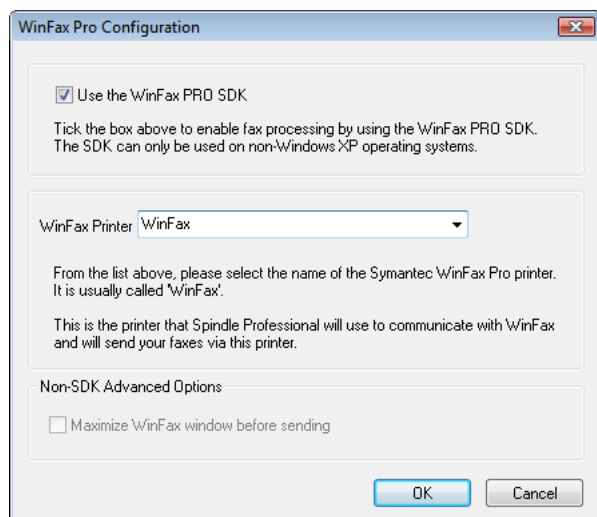 WinFax Pro Configuration
Use the WinFax PRO SDK
Tick the box above to enable fax processing by using the WinFax PRO SDK.
The SDK can only be used on non-Windows XP operating systems.
WinFax Printer WinFax
From the list above, please select the name of the Symantec WinFax Pro printer.
It is usually called 'WinFax'.
This is the printer that Spindle Professional will use to communicate with WinFax
and will send your faxes via this printer.
Non-SDK Advanced Options
Maximize WinFax window before sending
OK Cancel